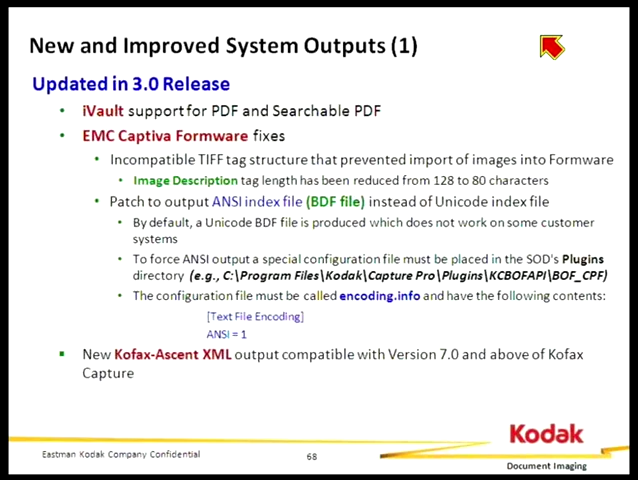 New and Improved System Outputs (1)
Updated in 3.0 Release
• iVault support for PDF and Searchable PDF
• EMC Captiva Formware fixes
• Incompatible TIFF tag structure that prevented import of images into Formware
• Image Description tag length has been reduced from 128 to 80 characters
• Patch to output ANSI index file (BDF file) instead of Unicode index file
• By default, a Unicode BDF file is produced which does not work on some customer
systems
• To force ANSI output a special configuration file must be placed in the SOD's Plugins
directory (e.g., C:\Program Files\Kodak\Capture Pro\Plugins\KCBOFAPI\BOF_CPF)
• The configuration file must be called encoding.info and have the following contents:
[Text File Encoding]
ANSI = 1
▪ New Kofax-Ascent XML output compatible with Version 7.0 and above of Kofax
Capture
Kodak
Eastman Kodak Company Confidential
68
Document Imaging